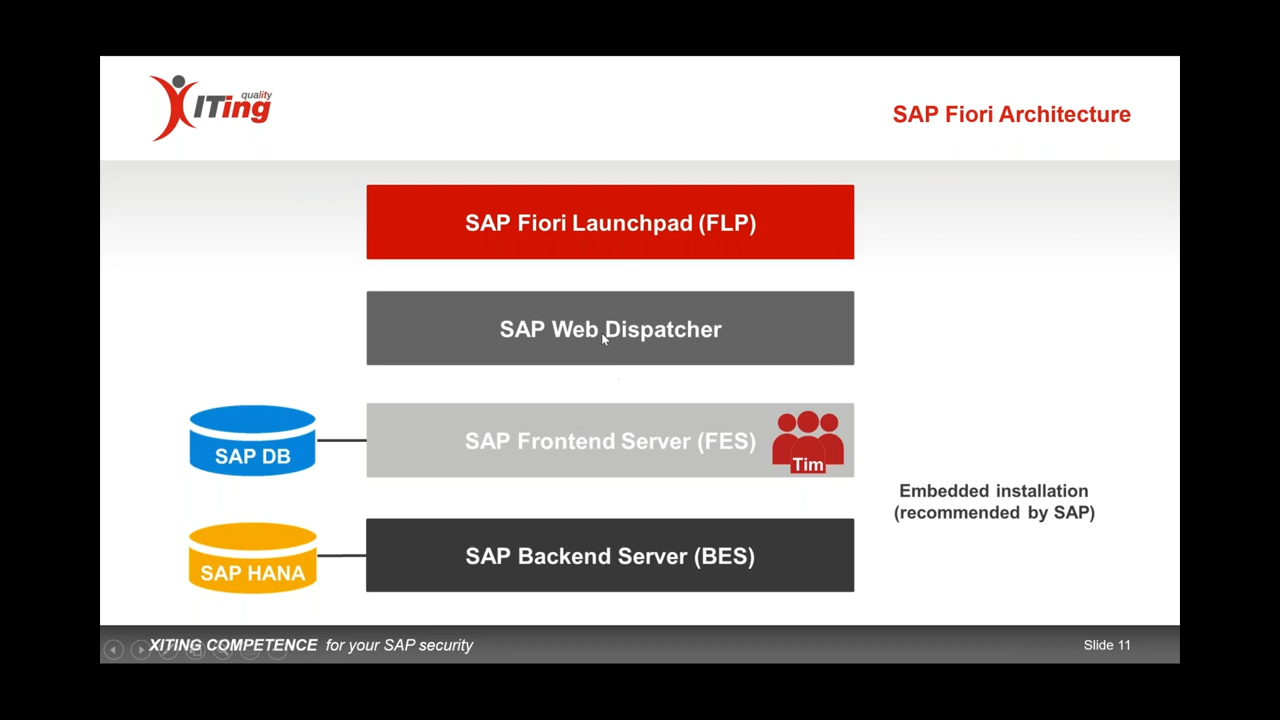 quality
XITing
SAP Fiori Architecture
SAP Fiori Launchpad (FLP)
SAP Web Dispatcher
SAP DB
SAP Frontend Server (FES)
Tim
Embedded installation
(recommended by SAP)
SAP HANA
SAP Backend Server (BES)
XITING COMPETENCE for your SAP security
Slide 11